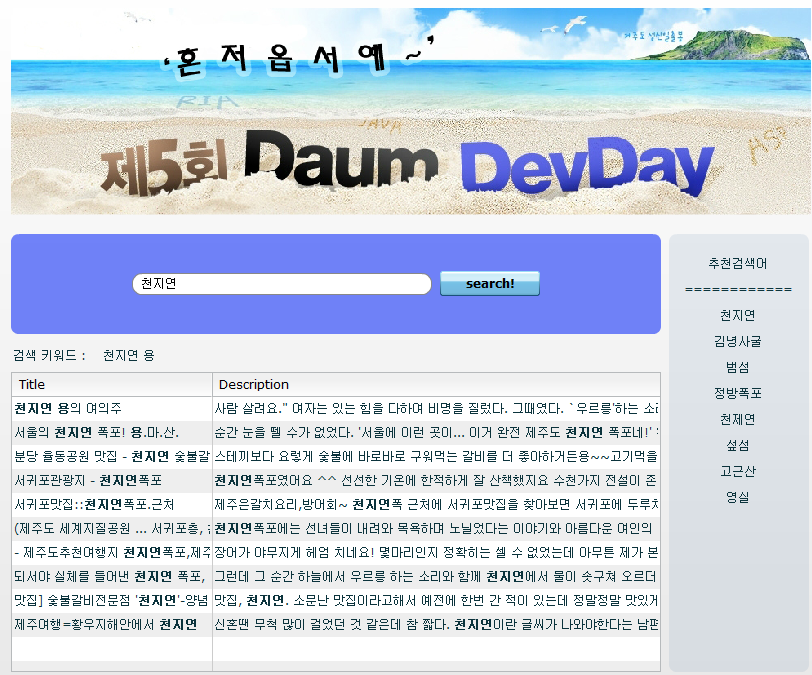 '혼저옵서예~'
제주도 성산일출봉
RIA
JAVA
ASP
제5회 Daum DevDay
천지연
search!
검색 키워드 : 천지연 용
Title Description
천지연 용의 여의주 사람 살려요." 여자는 있는 힘을 다하여 비명을 질렀다. 그때였다. `우르릉'하는 소리
서울의 천지연 폭포! 용.마.산. 순간 눈을 뗄 수가 없었다. '서울에 이런 곳이... 이거 완전 제주도 천지연 폭포네!'
분당 율동공원 맛집 - 천지연 숯불갈 스테끼보다 요렇게 숯불에 바로바로 구워먹는 갈비를 더 좋아하거든용~~고기먹을
서귀포관광지 - 천지연폭포 천지연폭포였어요 ^^ 선선한 기온에 한적하게 잘 산책했지요 수천가지 전설이 존
서귀포맛집::천지연폭포.근처 제주은갈치요리,방어회~ 천지연폭 근처에 서귀포맛집을 찾아보면 서귀포에 두루치
(제주도 세계지질공원 ... 서귀포층, 천지연폭포에는 선녀들이 내려와 목욕하며 노닐었다는 이야기와 아름다운 여인의
- 제주도추천여행지 천지연폭포,제주 장어가 야무지게 헤엄 치네요! 몇마리인지 정확히는 셀 수 없었는데 아무튼 제가 본
되서야 실체를 들어낸 천지연 폭포, 그런데 그 순간 하늘에서 우르릉 하는 소리와 함께 천지연에서 물이 솟구쳐 오르더
맛집] 숯불갈비전문점 '천지연'-양념 맛집, 천지연. 소문난 맛집이라고해서 예전에 한번 간 적이 있는데 정말정말 맛있게
제주여행=황우지해안에서 천지연 신혼땐 무척 많이 걸었던 것 같은데 참 짧다. 천지연이란 글씨가 나와야한다는 남편
추천검색어
============
천지연
김녕사굴
범섬
정방폭포
천제연
섶섬
고근산
영실